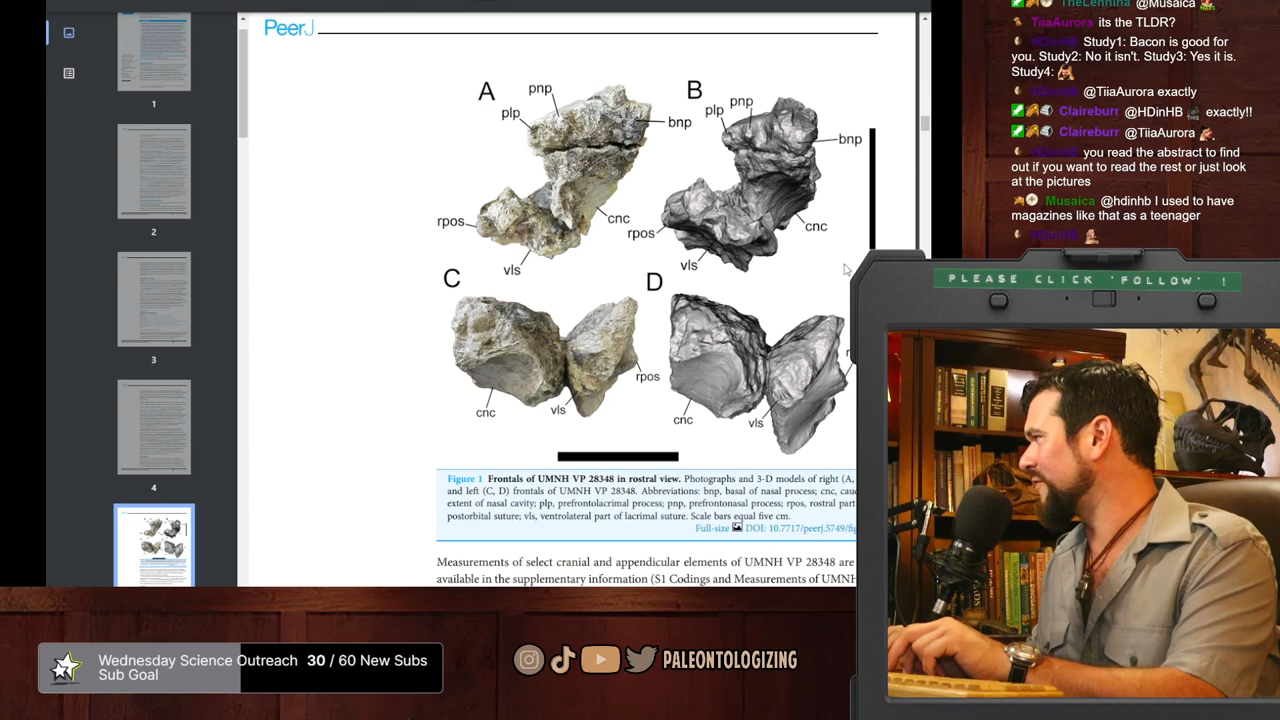 PeerJ
1
2
3
4
A
pnp
plp
bnp
rpos
cnc
vls
B
pnp
plp
bnp
rpos
cnc
vls
C
rpos
cnc
vls
D
cnc
vls
Figure 1 Frontals of UMNH VP 28348 in rostral view. Photographs and 3-D models of right (A,
and left (C, D) frontals of UMNH VP 28348. Abbreviations: bnp, basal of nasal process; cnc, cau
extent of nasal cavity; plp, prefrontolacrimal process; pnp, prefrontonasal process; rpos, rostral part
postorbital suture; vls, ventrolateral part of lacrimal suture. Scale bars equal five cm.
Full-size DOI: 10.7717/peerj.5749/fig
Measurements of select cranial and appendicular elements of UMNH VP 28348 are
available in the supplementary information (S1 Codings and Measurements of UMNH
TheLennina @Musaica
TiiaAurora its the TLDR?
HDinHB Study1: Bacon is good for
you. Study2: No it isn't. Study3: Yes it is.
Study4:
HDinHB @TiiaAurora exactly
Claireburr @HDinHB exactly!!
Claireburr @TiiaAurora
HDinHB you read the abstract to find
out if you want to read the rest or just look
at the pictures
Musaica @hdinhb I used to have
magazines like that as a teenager
HDinHB
PLEASE CLICK 'FOLLOW' !
Wednesday Science Outreach 30 / 60 New Subs
Sub Goal
PALEONTOLOGIZING